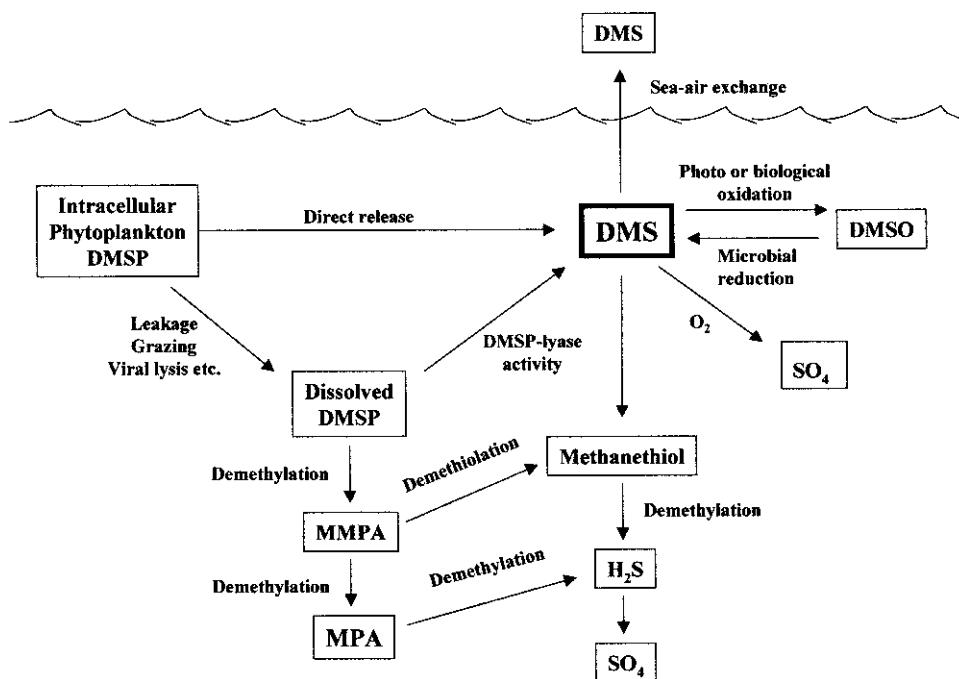 DMS
Sea-air exchange
Photo or biological
oxidation
Intracellular
Phytoplankton
DMSP
Direct release
DMS
DMSO
Microbial
reduction
Leakage
Grazing
Viral lysis etc.
DMSP-lyase
activity
O₂
SO₄
Dissolved
DMSP
Demethylation
Demethiolation
Methanethiol
MMPA
Demethylation
Demethylation
Demethylation
H₂S
MPA
SO₄